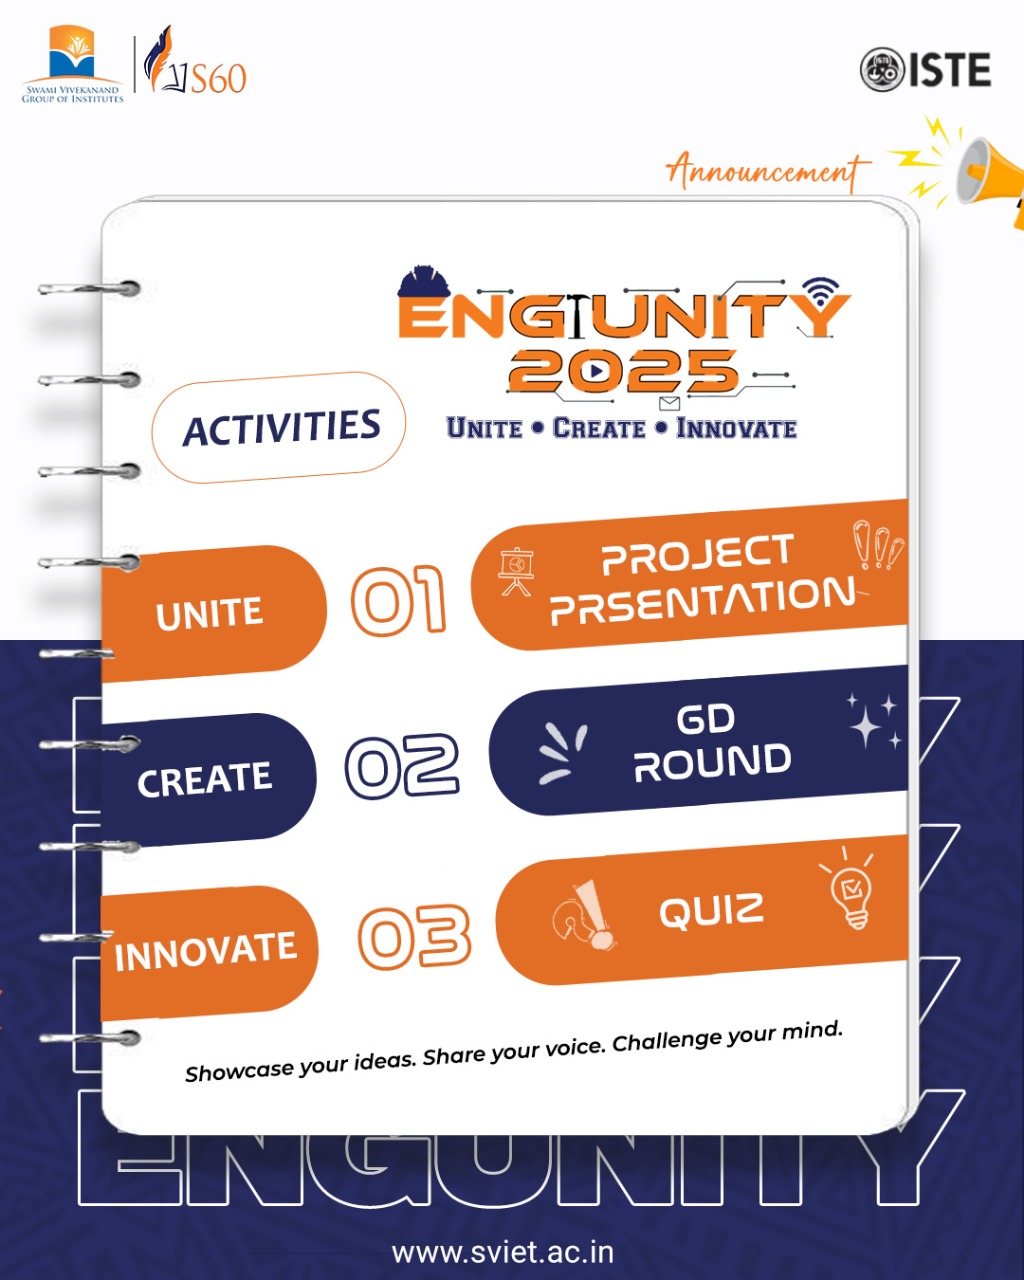 SWAMI VIVEKANAND
GROUP OF INSTITUTES
S60
ISTE
ISTE
Announcement
ENGIUNITY
2025
UNITE • CREATE • INNOVATE
ACTIVITIES
UNITE
01
PROJECT
PRSENTATION
CREATE
02
GD
ROUND
INNOVATE
03
QUIZ
Showcase your ideas. Share your voice. Challenge your mind.
ENGUNITY
www.sviet.ac.in